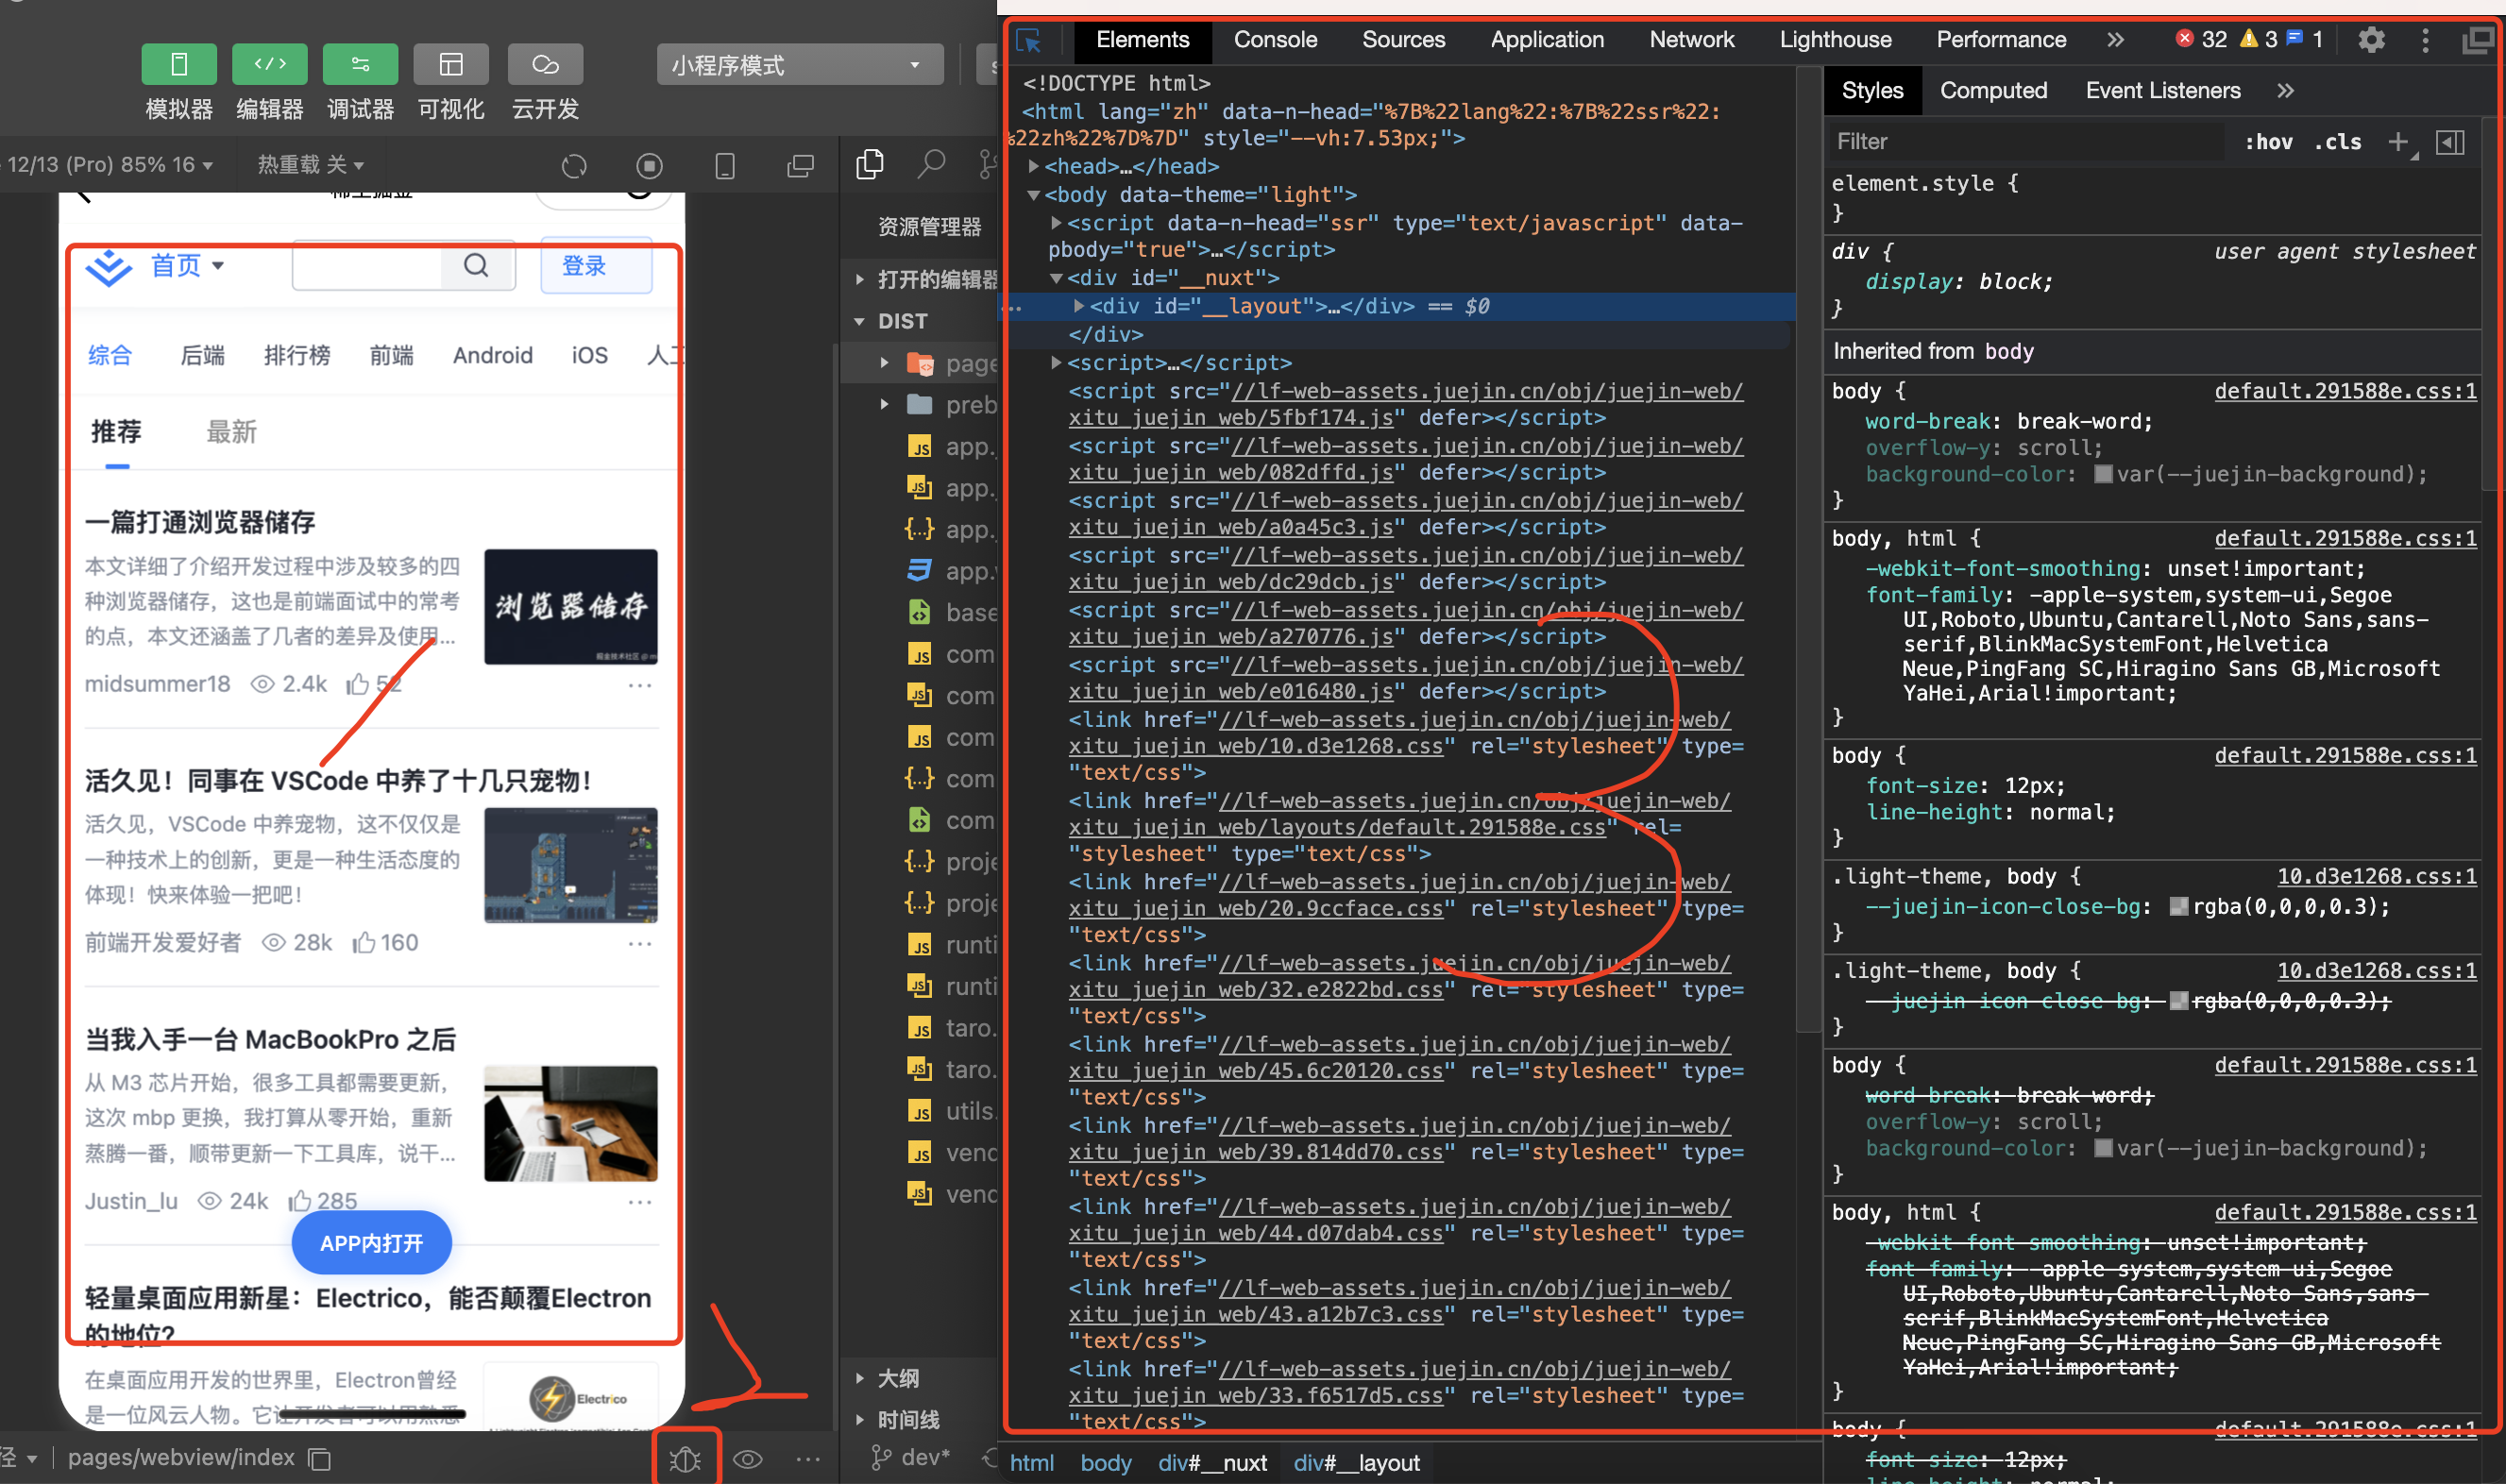 模拟器
编辑器
调试器
可视化
云开发
小程序模式
12/13 (Pro) 85% 16
热重载 关
首页
登录
综合
后端
排行榜
前端
Android
iOS
推荐
最新
一篇打通浏览器储存
本文详细了介绍开发过程中涉及较多的四
种浏览器储存，这也是前端面试中的常考
的点，本文还涵盖了几者的差异及使用...
浏览器储存
midsummer18
2.4k
52
活久见！同事在 VSCode 中养了十几只宠物！
活久见，VSCode 中养宠物，这不仅仅是
一种技术上的创新，更是一种生活态度的
体现！快来体验一把吧！
前端开发爱好者
28k
160
当我入手一台 MacBookPro 之后
从 M3 芯片开始，很多工具都需要更新，
这次 mbp 更换，我打算从零开始，重新
蒸腾一番，顺带更新一下工具库，说干...
Justin_lu
24k
285
APP内打开
轻量桌面应用新星：Electrico，能否颠覆Electron
的地位？
在桌面应用开发的世界里，Electron曾经
是一位风云人物。它让开发者可以用熟悉
Electrico
pages/webview/index
资源管理器
打开的编辑器
DIST
page
preb
app.
app.
app.
app.
base
com
com
com
com
com
proje
proje
runti
runti
taro.
taro.
utils.
vend
vend
大纲
时间线
dev*
Elements
Console
Sources
Application
Network
Lighthouse
Performance
»
32
3
1
<!DOCTYPE html>
<html lang="zh" data-n-head="%7B%22lang%22:%7B%22ssr%22:
%22zh%22%7D%7D" style="--vh:7.53px;">
<head>…</head>
<body data-theme="light">
<script data-n-head="ssr" type="text/javascript" data-
pbody="true">…</script>
<div id="__nuxt">
<div id="__layout">…</div> == $0
</div>
<script>…</script>
<script src="//lf-web-assets.juejin.cn/obj/juejin-web/
xitu_juejin_web/5fbf174.js" defer></script>
<script src="//lf-web-assets.juejin.cn/obj/juejin-web/
xitu_juejin_web/082dffd.js" defer></script>
<script src="//lf-web-assets.juejin.cn/obj/juejin-web/
xitu_juejin_web/a0a45c3.js" defer></script>
<script src="//lf-web-assets.juejin.cn/obj/juejin-web/
xitu_juejin_web/dc29dcb.js" defer></script>
<script src="//lf-web-assets.juejin.cn/obj/juejin-web/
xitu_juejin_web/a270776.js" defer></script>
<script src="//lf-web-assets.juejin.cn/obj/juejin-web/
xitu_juejin_web/e016480.js" defer></script>
<link href="//lf-web-assets.juejin.cn/obj/juejin-web/
xitu_juejin_web/10.d3e1268.css" rel="stylesheet" type=
"text/css">
<link href="//lf-web-assets.juejin.cn/obj/juejin-web/
xitu_juejin_web/layouts/default.291588e.css" rel=
"stylesheet" type="text/css">
<link href="//lf-web-assets.juejin.cn/obj/juejin-web/
xitu_juejin_web/20.9ccface.css" rel="stylesheet" type=
"text/css">
<link href="//lf-web-assets.juejin.cn/obj/juejin-web/
xitu_juejin_web/32.e2822bd.css" rel="stylesheet" type=
"text/css">
<link href="//lf-web-assets.juejin.cn/obj/juejin-web/
xitu_juejin_web/45.6c20120.css" rel="stylesheet" type=
"text/css">
<link href="//lf-web-assets.juejin.cn/obj/juejin-web/
xitu_juejin_web/39.814dd70.css" rel="stylesheet" type=
"text/css">
<link href="//lf-web-assets.juejin.cn/obj/juejin-web/
xitu_juejin_web/44.d07dab4.css" rel="stylesheet" type=
"text/css">
<link href="//lf-web-assets.juejin.cn/obj/juejin-web/
xitu_juejin_web/43.a12b7c3.css" rel="stylesheet" type=
"text/css">
<link href="//lf-web-assets.juejin.cn/obj/juejin-web/
xitu_juejin_web/33.f6517d5.css" rel="stylesheet" type=
"text/css">
html
body
div#__nuxt
div#__layout
Styles
Computed
Event Listeners
»
Filter
:hov
.cls
element.style {
}
div {
user agent stylesheet
display: block;
}
Inherited from body
body {
default.291588e.css:1
word-break: break-word;
overflow-y: scroll;
background-color: var(--juejin-background);
}
body, html {
default.291588e.css:1
-webkit-font-smoothing: unset!important;
font-family: -apple-system,system-ui,Segoe
UI,Roboto,Ubuntu,Cantarell,Noto Sans,sans-
serif,BlinkMacSystemFont,Helvetica
Neue,PingFang SC,Hiragino Sans GB,Microsoft
YaHei,Arial!important;
}
body {
default.291588e.css:1
font-size: 12px;
line-height: normal;
}
.light-theme, body {
10.d3e1268.css:1
--juejin-icon-close-bg: rgba(0,0,0,0.3);
}
.light-theme, body {
10.d3e1268.css:1
--juejin-icon-close-bg: rgba(0,0,0,0.3);
}
body {
default.291588e.css:1
word-break: break-word;
overflow-y: scroll;
background-color: var(--juejin-background);
}
body, html {
default.291588e.css:1
-webkit-font-smoothing: unset!important;
font-family: -apple-system,system-ui,Segoe
UI,Roboto,Ubuntu,Cantarell,Noto Sans,sans-
serif,BlinkMacSystemFont,Helvetica
Neue,PingFang SC,Hiragino Sans GB,Microsoft
YaHei,Arial!important;
}
body {
default.291588e.css:1
font-size: 12px;